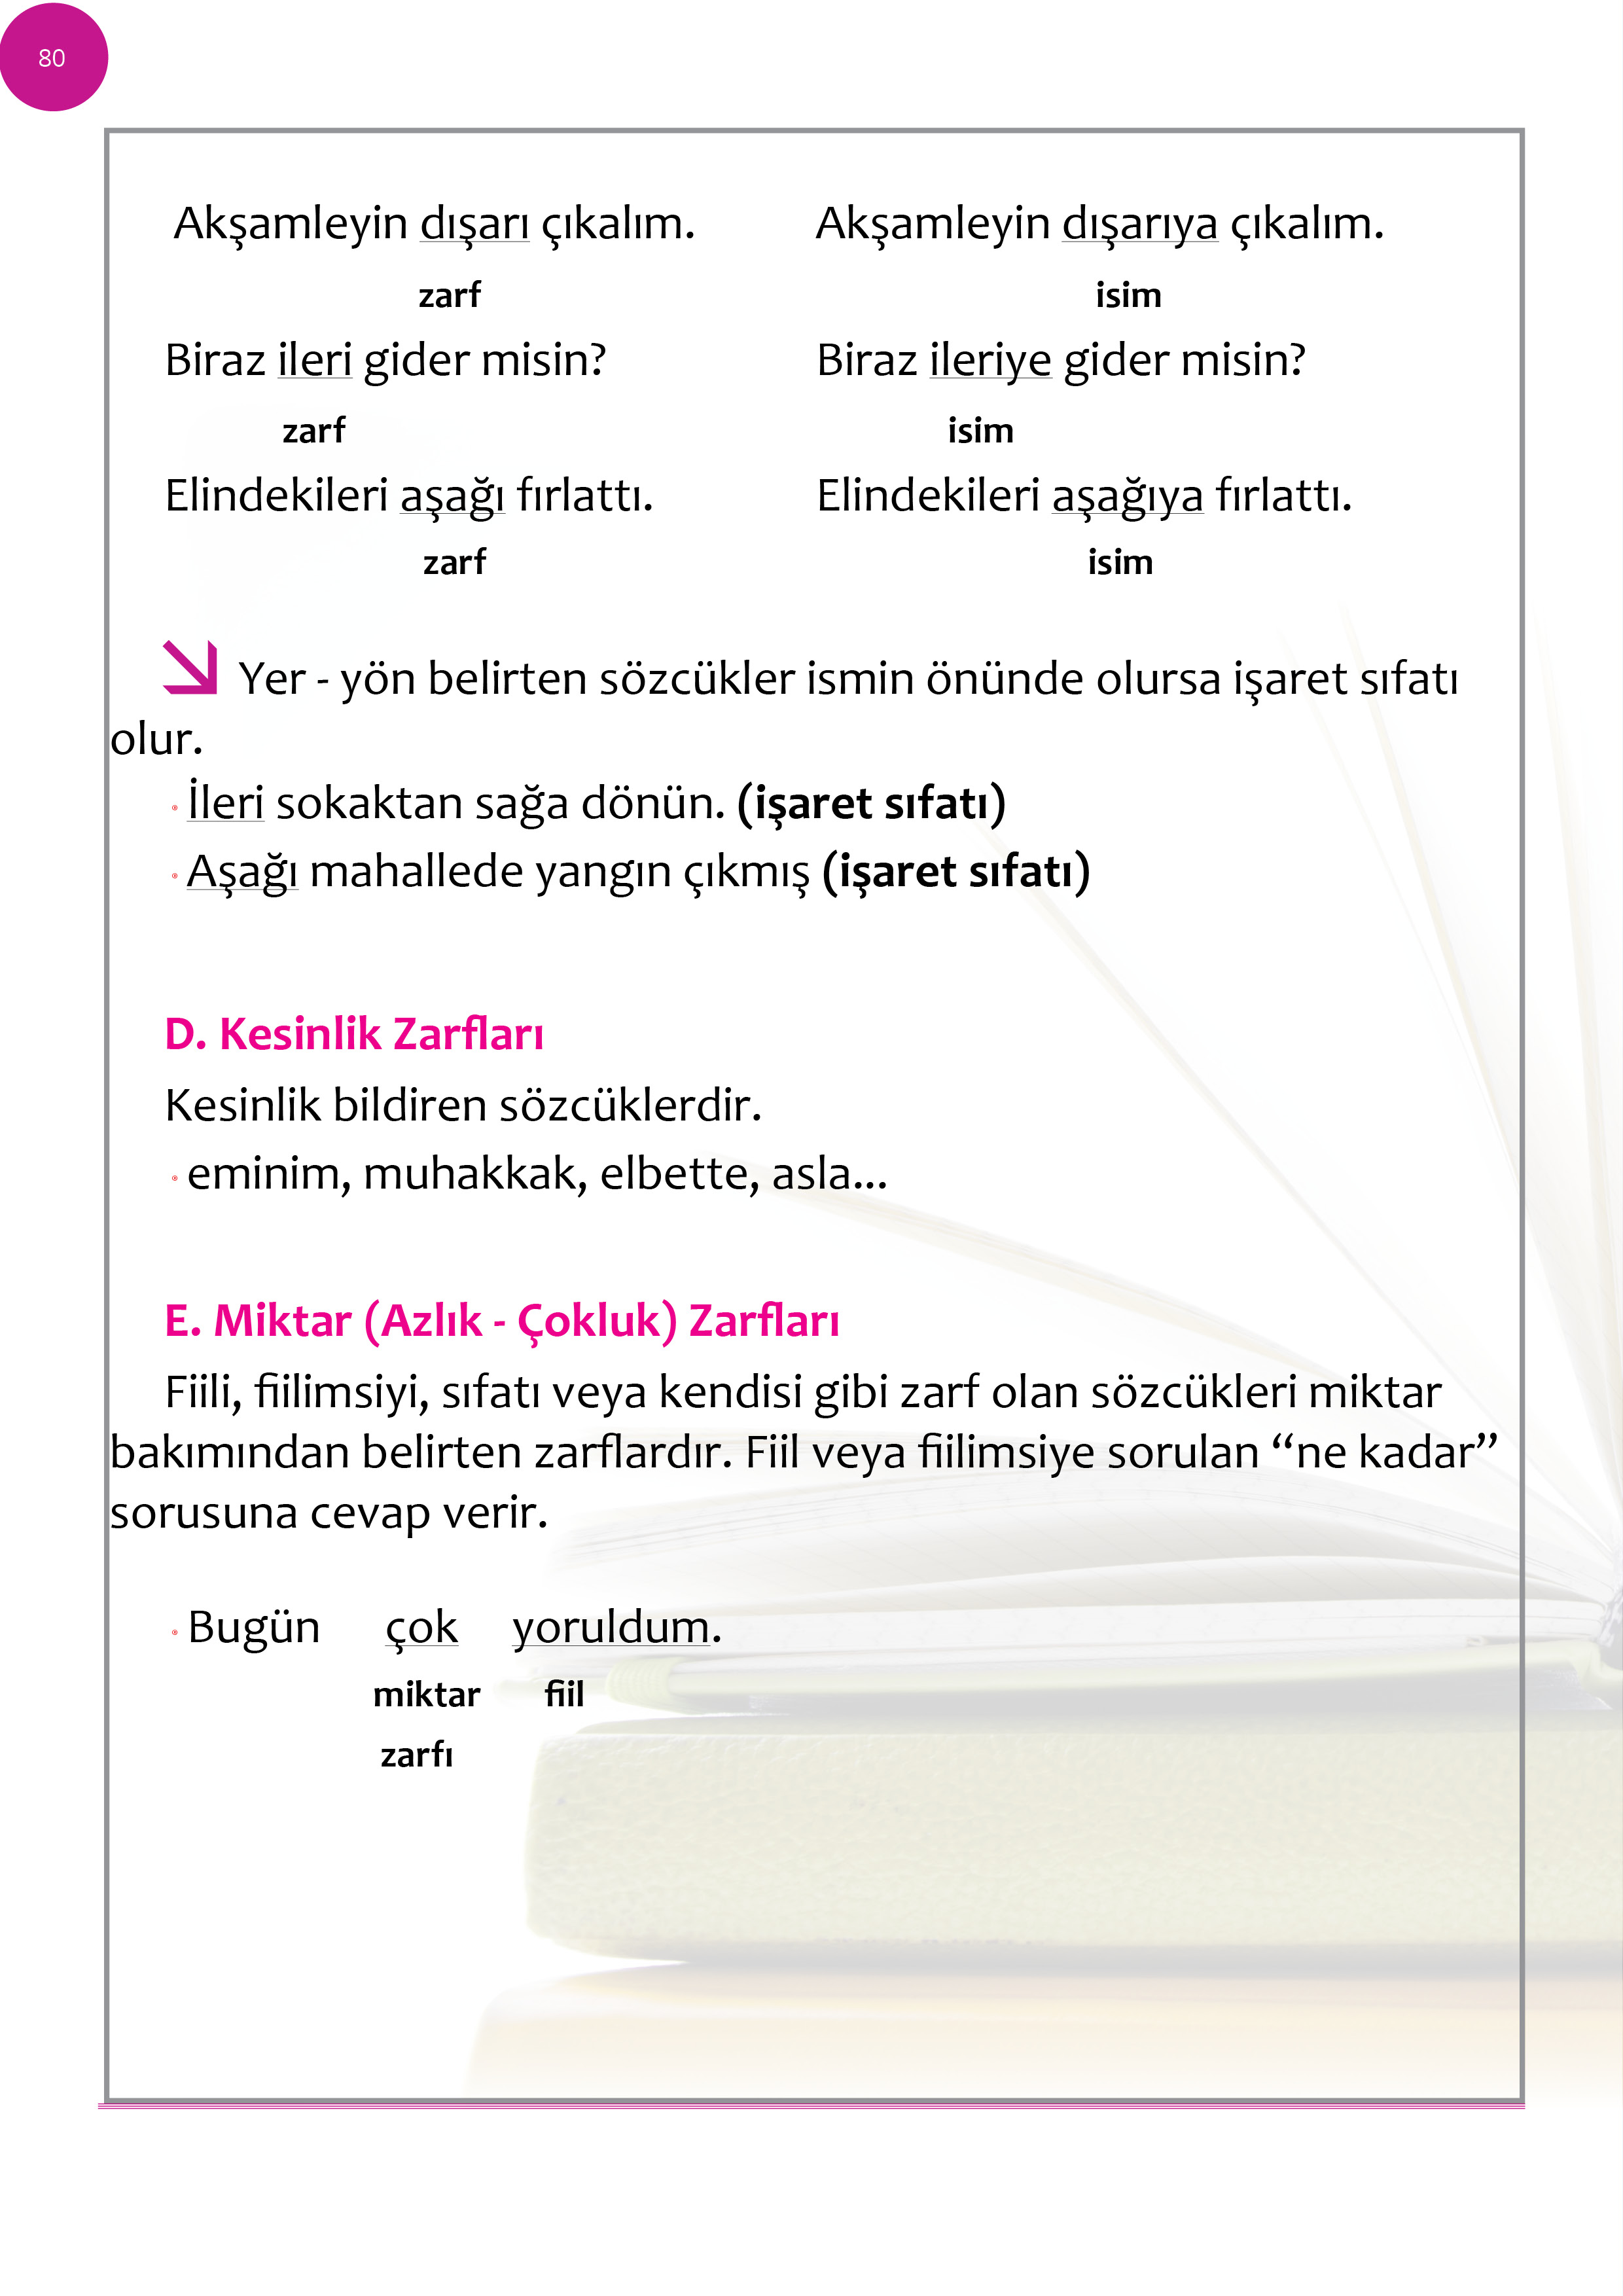 80
Akşamleyin dışarı çıkalım. Akşamleyin dışarıya çıkalım.
zarf isim
Biraz ileri gider misin? Biraz ileriye gider misin?
zarf isim
Elindekileri aşağı fırlattı. Elindekileri aşağıya fırlattı.
zarf isim
Yer - yön belirten sözcükler ismin önünde olursa işaret sıfatı
olur.
İleri sokaktan sağa dönün. (işaret sıfatı)
Aşağı mahallede yangın çıkmış (işaret sıfatı)
D. Kesinlik Zarfları
Kesinlik bildiren sözcüklerdir.
eminim, muhakkak, elbette, asla...
E. Miktar (Azlık - Çokluk) Zarfları
Fiili, fiilimsiyi, sıfatı veya kendisi gibi zarf olan sözcükleri miktar
bakımından belirten zarflardır. Fiil veya fiilimsiye sorulan “ne kadar”
sorusuna cevap verir.
Bugün çok yoruldum.
miktar fiil
zarfı